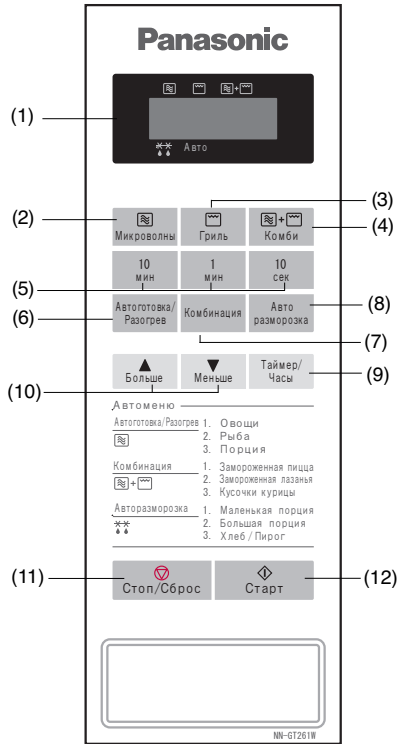 Panasonic
+
(1)
Авто
(3)
(2)
+
(4)
Микроволны
Гриль
Комби
10
мин
1
мин
10
сек
(5)
(8)
(6)
Автоготовка/
Разогрев
Комбинация
Авто
разморозка
(7)
Больше
Меньше
Таймер/
Часы
(9)
(10)
Автоменю
Автоготовка/Разогрев
1. Овощи
2. Рыба
3. Порция
Комбинация
+
1. Замороженная пицца
2. Замороженная лазанья
3. Кусочки курицы
Авторазморозка
1. Маленькая порция
2. Большая порция
3. Хлеб/Пирог
(11)
Стоп/Сброс
Старт
(12)
NN-GT261W